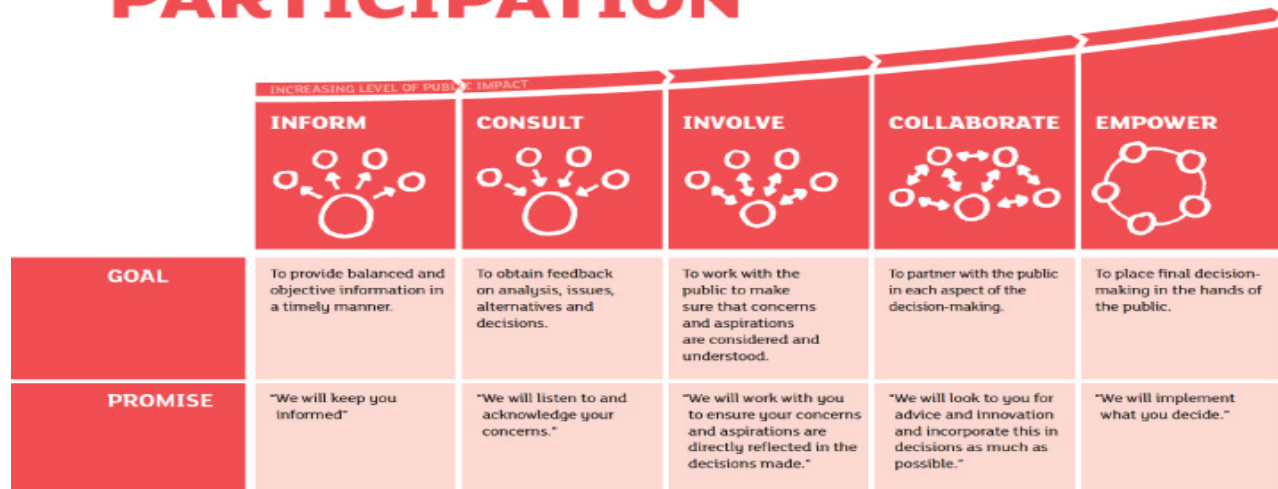 PARTICIPATION
INCREASING LEVEL OF PUBLIC IMPACT
INFORM
CONSULT
INVOLVE
COLLABORATE
EMPOWER
GOAL
To provide balanced and
objective information in
a timely manner.
To obtain feedback
on analysis, issues,
alternatives and
decisions.
To work with the
public to make
sure that concerns
and aspirations
are considered and
understood.
To partner with the public
in each aspect of the
decision-making.
To place final decision-
making in the hands of
the public.
PROMISE
"We will keep you
informed"
"We will listen to and
acknowledge your
concerns."
"We will work with you
to ensure your concerns
and aspirations are
directly reflected in the
decisions made."
"We will look to you for
advice and innovation
and incorporate this in
decisions as much as
possible."
"We will implement
what you decide."